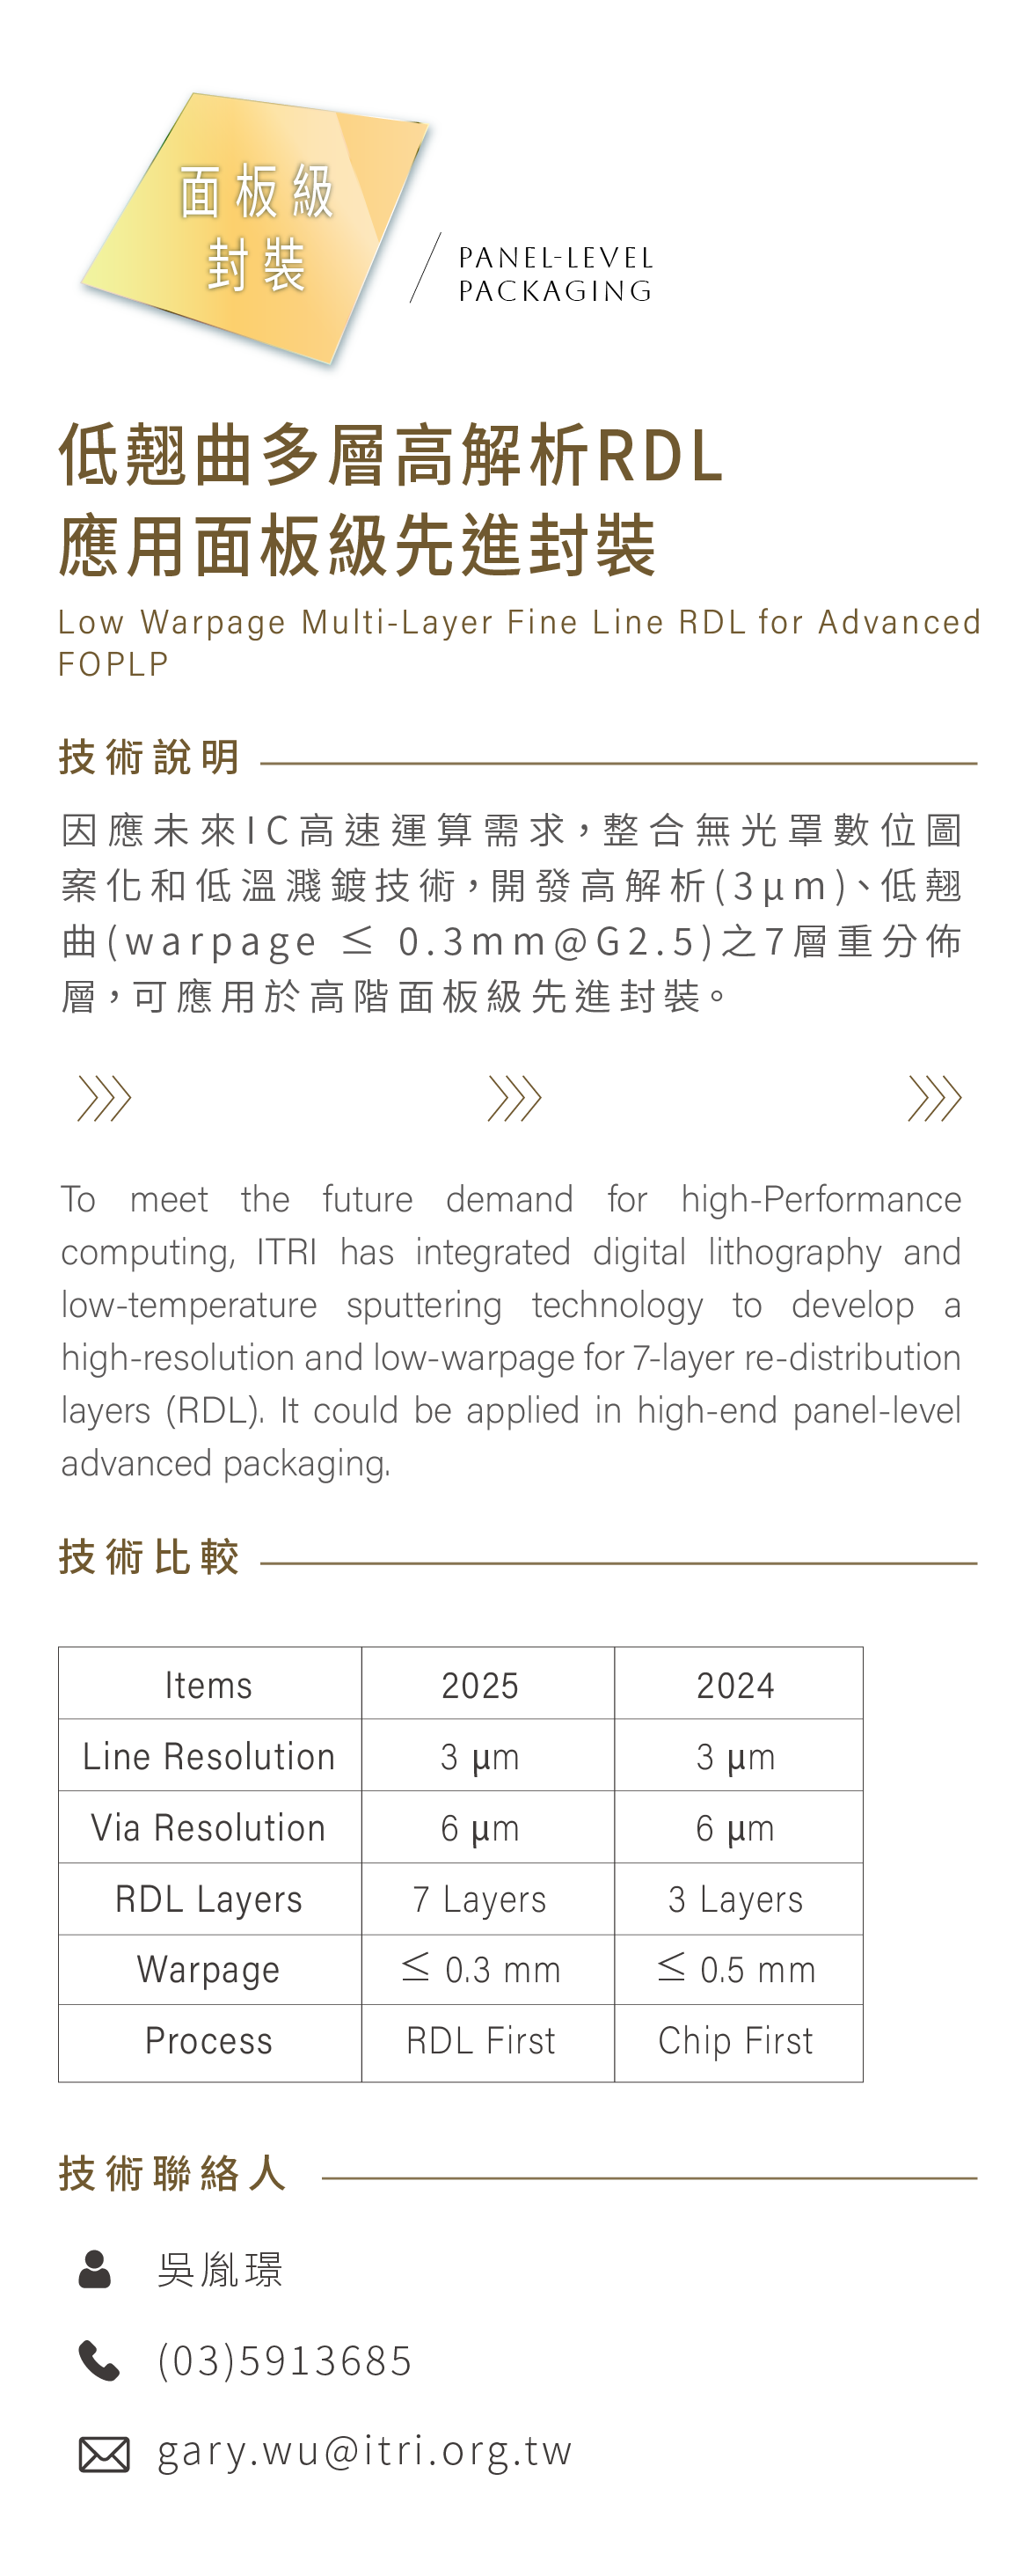 面板級
封裝
PANEL-LEVEL
PACKAGING
低翹曲多層高解析RDL
應用面板級先進封裝
Low Warpage Multi-Layer Fine Line RDL for Advanced
FOPLP
技術說明
因應未來IC高速運算需求，整合無光罩數位圖
案化和低溫濺鍍技術，開發高解析(3μm)、低翹
曲(warpage ≤ 0.3mm@G2.5)之7層重分佈
層，可應用於高階面板級先進封裝。
To meet the future demand for high-Performance
computing, ITRI has integrated digital lithography and
low-temperature sputtering technology to develop a
high-resolution and low-warpage for 7-layer re-distribution
layers (RDL). It could be applied in high-end panel-level
advanced packaging.
技術比較
Items 2025 2024
Line Resolution 3 μm 3 μm
Via Resolution 6 μm 6 μm
RDL Layers 7 Layers 3 Layers
Warpage ≤ 0.3 mm ≤ 0.5 mm
Process RDL First Chip First
技術聯絡人
吳胤璟
(03)5913685
gary.wu@itri.org.tw